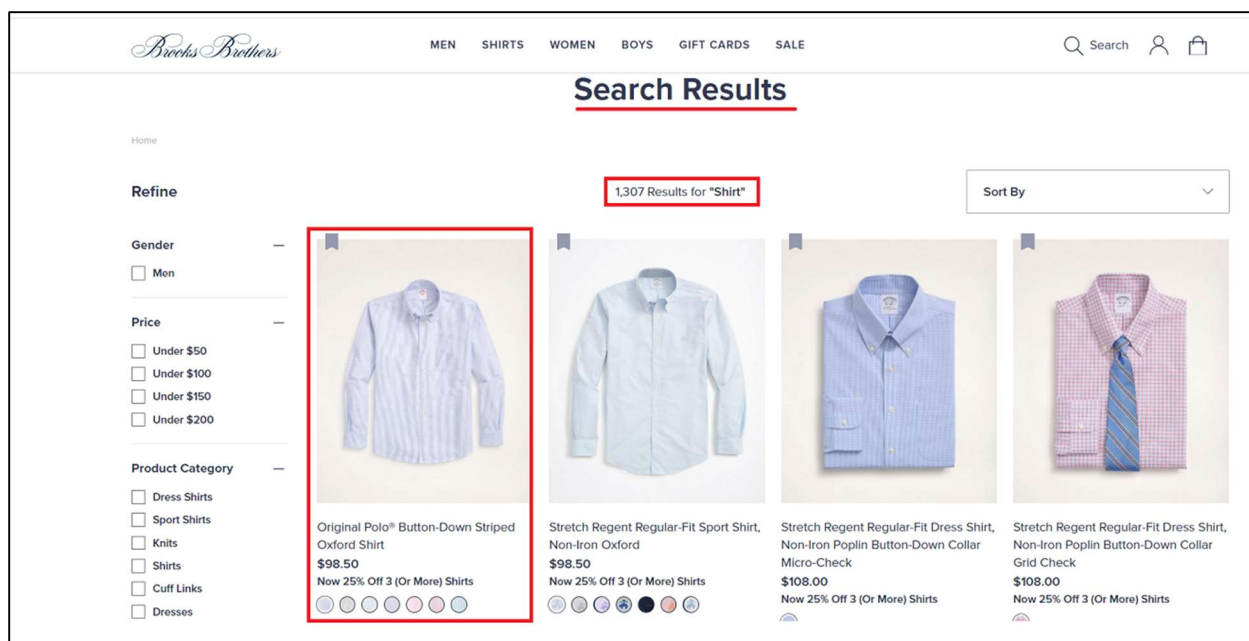 Brooks Brothers
MEN SHIRTS WOMEN BOYS GIFT CARDS SALE
Search
Search Results
Home
Refine
1,307 Results for "Shirt"
Sort By
Gender
Men
Price
Under $50
Under $100
Under $150
Under $200
Product Category
Dress Shirts
Sport Shirts
Knits
Shirts
Cuff Links
Dresses
Original Polo® Button-Down Striped
Oxford Shirt
$98.50
Now 25% Off 3 (Or More) Shirts
Stretch Regent Regular-Fit Sport Shirt,
Non-Iron Oxford
$98.50
Now 25% Off 3 (Or More) Shirts
Stretch Regent Regular-Fit Dress Shirt,
Non-Iron Poplin Button-Down Collar
Micro-Check
$108.00
Now 25% Off 3 (Or More) Shirts
Stretch Regent Regular-Fit Dress Shirt,
Non-Iron Poplin Button-Down Collar
Grid Check
$108.00
Now 25% Off 3 (Or More) Shirts